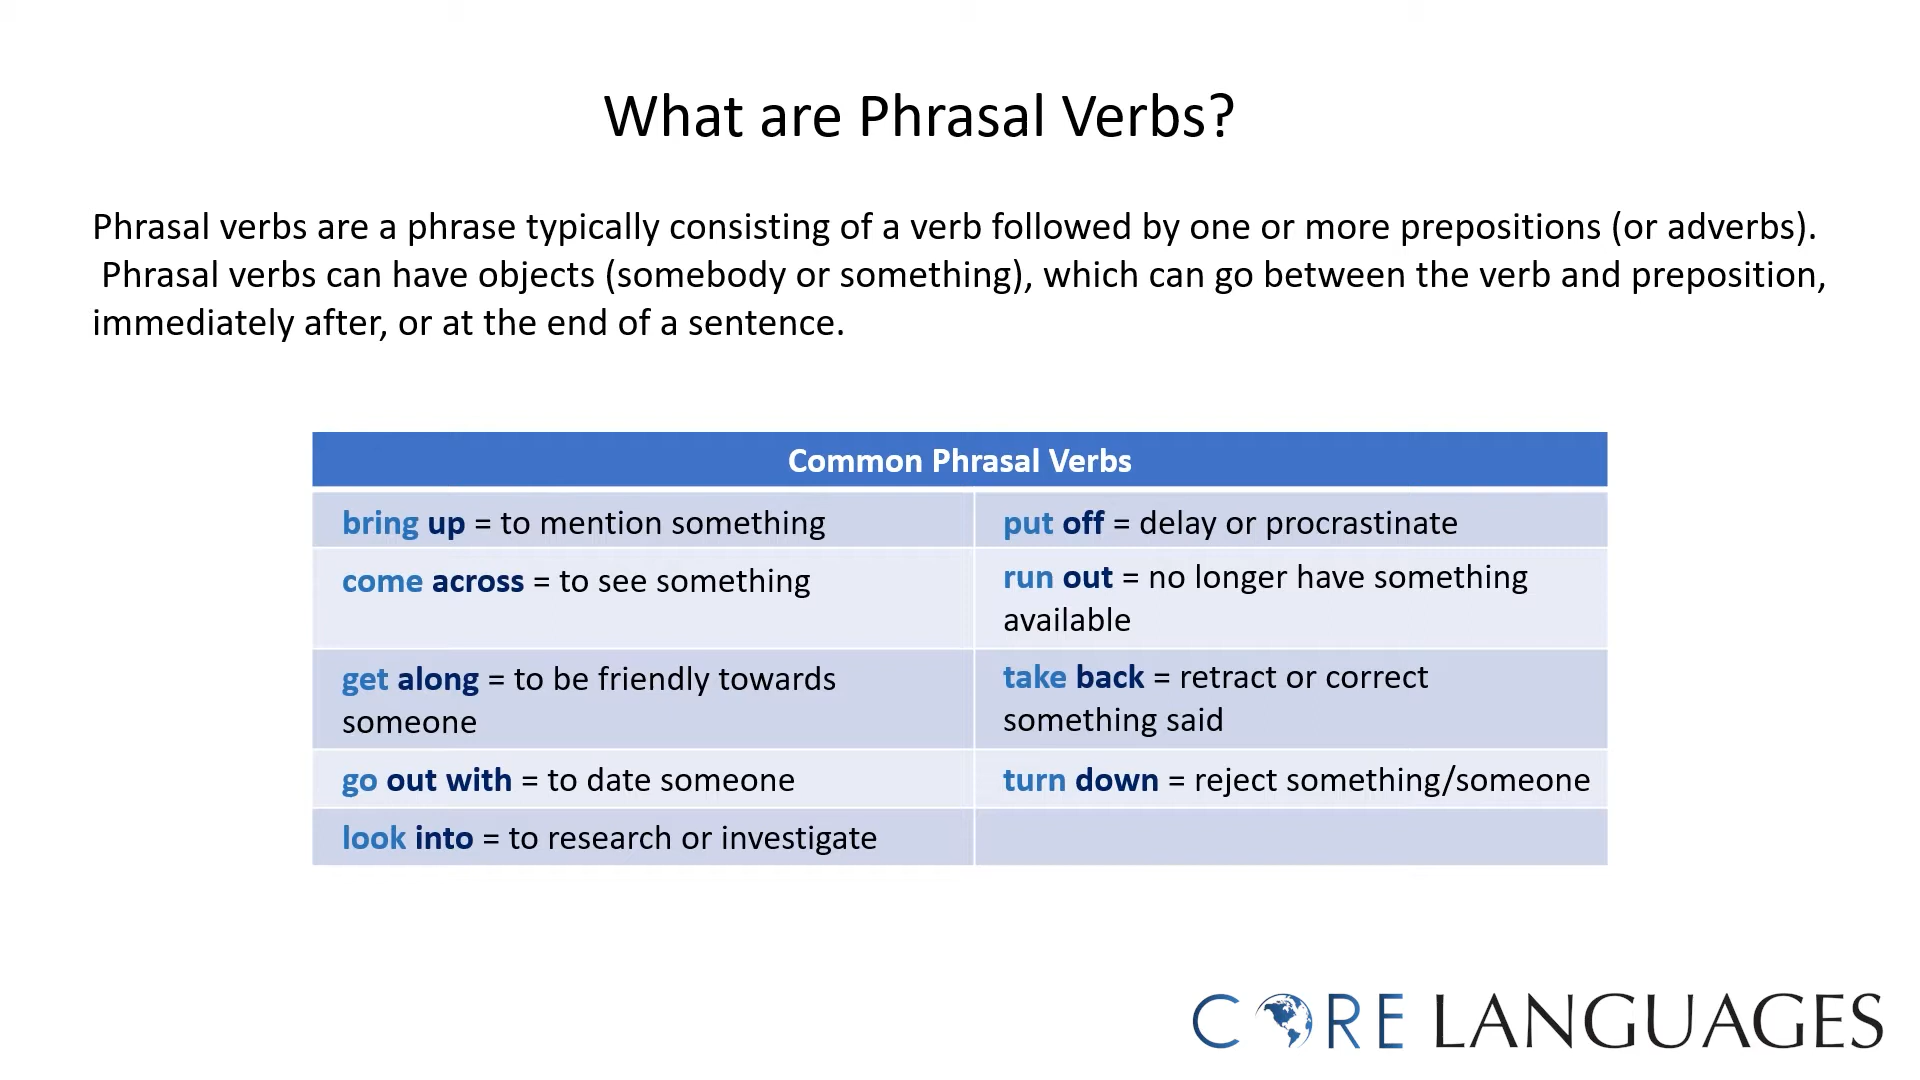 What are Phrasal Verbs?
Phrasal verbs are a phrase typically consisting of a verb followed by one or more prepositions (or adverbs).
Phrasal verbs can have objects (somebody or something), which can go between the verb and preposition,
immediately after, or at the end of a sentence.
Common Phrasal Verbs
bring up = to mention something
put off = delay or procrastinate
come across = to see something
run out = no longer have something
available
get along = to be friendly towards
someone
take back = retract or correct
something said
go out with = to date someone
turn down = reject something/someone
look into = to research or investigate
CORE LANGUAGES